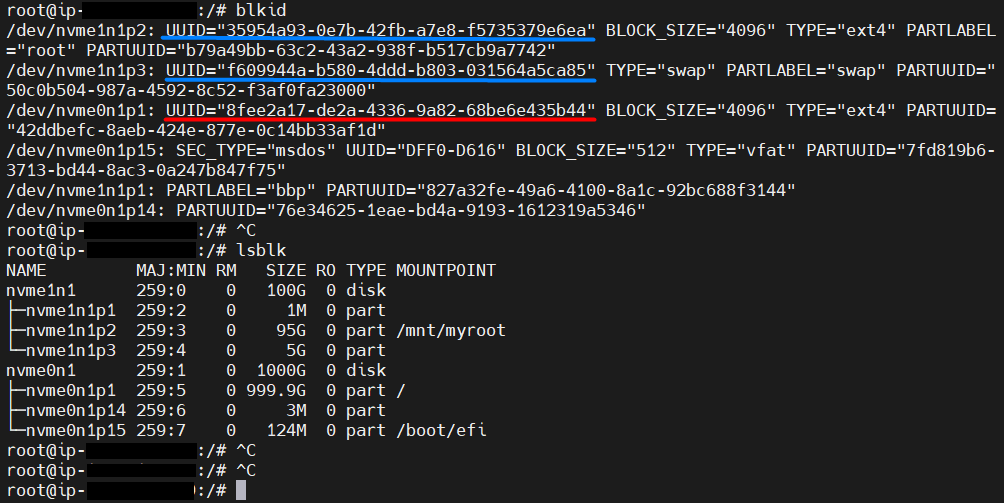 root@ip-            :/# blkid
/dev/nvme1n1p2: UUID="35954a93-0e7b-42fb-a7e8-f5735379e6ea" BLOCK_SIZE="4096" TYPE="ext4" PARTLABEL
="root" PARTUUID="b79a49bb-63c2-43a2-938f-b517cb9a7742"
/dev/nvme1n1p3: UUID="f609944a-b580-4ddd-b803-031564a5ca85" TYPE="swap" PARTLABEL="swap" PARTUUID="
50c0b504-987a-4592-8c52-f3af0fa23000"
/dev/nvme0n1p1: UUID="8fee2a17-de2a-4336-9a82-68be6e435b44" BLOCK_SIZE="4096" TYPE="ext4" PARTUUID=
"42ddbefc-8aeb-424e-877e-0c14bb33af1d"
/dev/nvme0n1p15: SEC_TYPE="msdos" UUID="DFF0-D616" BLOCK_SIZE="512" TYPE="vfat" PARTUUID="7fd819b6-
3713-bd44-8ac3-0a247b847f75"
/dev/nvme1n1p1: PARTLABEL="bbp" PARTUUID="827a32fe-49a6-4100-8a1c-92bc688f3144"
/dev/nvme0n1p14: PARTUUID="76e34625-1eae-bd4a-9193-1612319a5346"
root@ip-            :/# ^C
root@ip-            :/# lsblk
NAME         MAJ:MIN RM   SIZE RO TYPE MOUNTPOINT
nvme1n1      259:0    0   100G  0 disk
├─nvme1n1p1  259:2    0     1M  0 part
├─nvme1n1p2  259:3    0    95G  0 part /mnt/myroot
└─nvme1n1p3  259:4    0     5G  0 part
nvme0n1      259:1    0  1000G  0 disk
├─nvme0n1p1  259:5    0 999.9G  0 part /
├─nvme0n1p14 259:6    0     3M  0 part
└─nvme0n1p15 259:7    0   124M  0 part /boot/efi
root@ip-            :/# ^C
root@ip-            :/# ^C
root@ip-            :/#